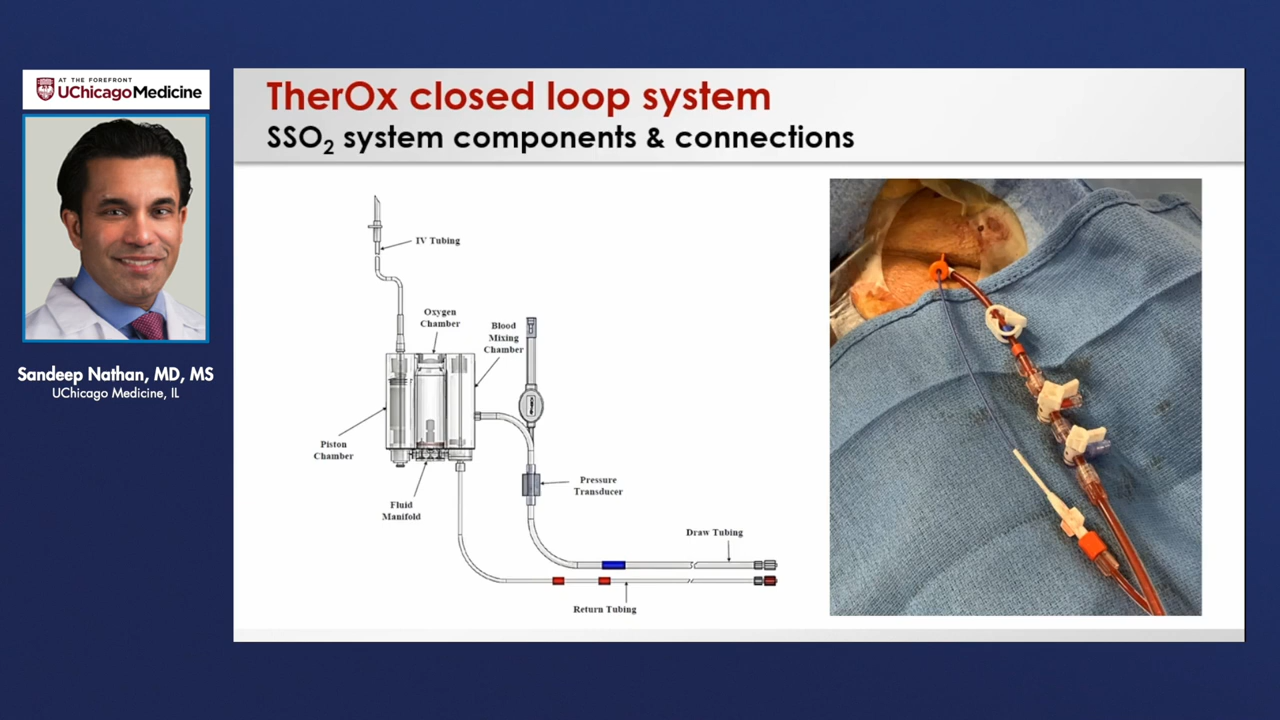 AT THE FOREFRONT
UChicago Medicine
Sandeep Nathan, MD, MS
UChicago Medicine, IL
TherOx closed loop system
SSO2 system components & connections
IV Tubing
Oxygen
Chamber
Blood
Mixing
Chamber
Piston
Chamber
Fluid
Manifold
Pressure
Transducer
Draw Tubing
Return Tubing